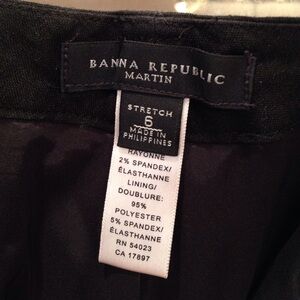 BANNA REPUBLIC
MARTIN
STRETCH
6
MADE IN
PHILIPPINES
RAYONNE
2% SPANDEX/
ÉLASTHANNE
LINING/
DOUBLURE:
95%
POLYESTER
5% SPANDEX/
ÉLASTHANNE
RN 54023
CA 17897